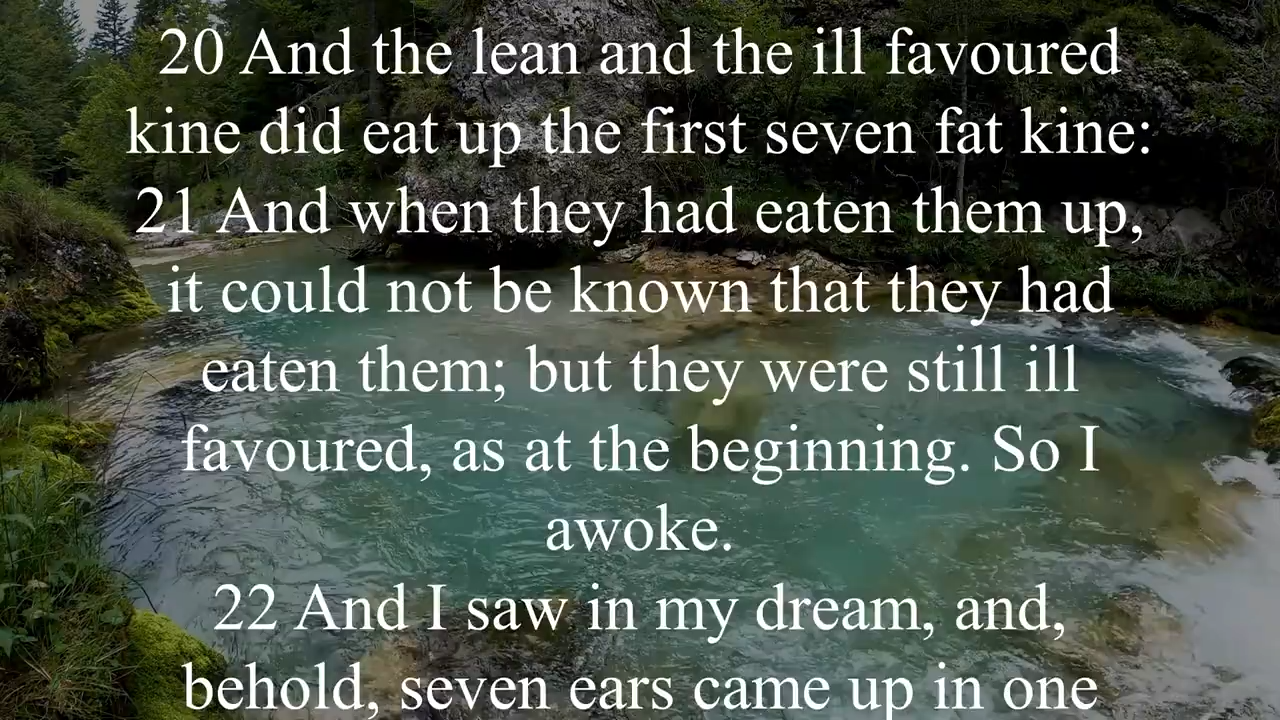 20 And the lean and the ill favoured
kine did eat up the first seven fat kine:
21 And when they had eaten them up,
it could not be known that they had
eaten them; but they were still ill
favoured, as at the beginning. So I
awoke.
22 And I saw in my dream, and,
behold, seven ears came up in one